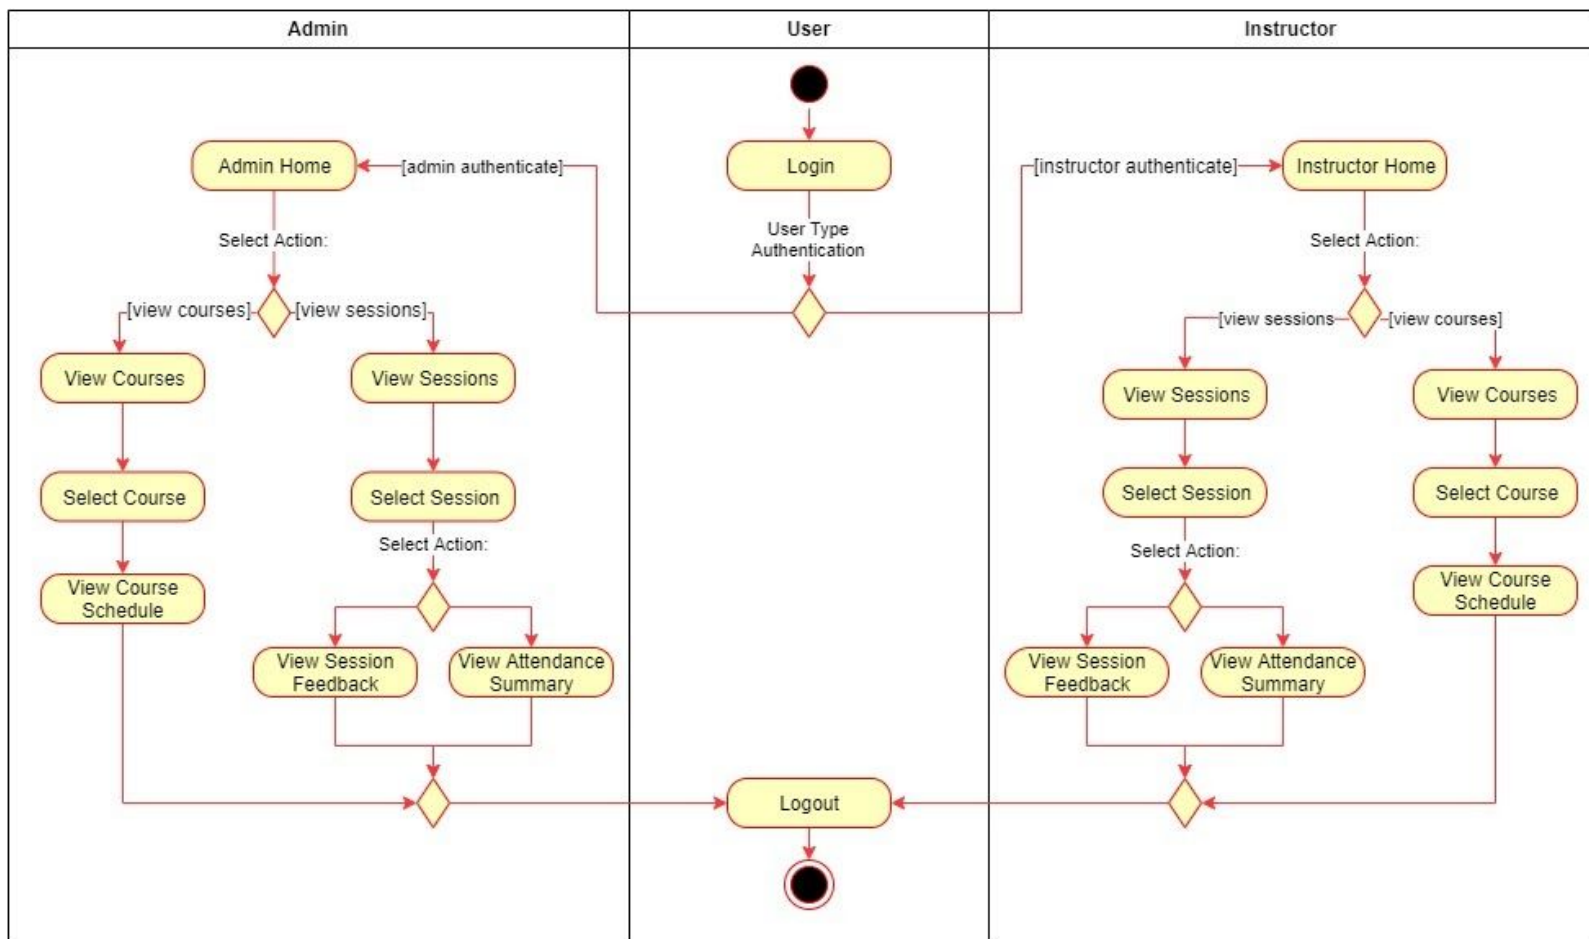 Admin
User
Instructor
Admin Home
[admin authenticate]
Login
[instructor authenticate]
Instructor Home
User Type
Authentication
Select Action:
Select Action:
[view courses]
[view sessions]
[view sessions
[view courses]
View Courses
View Sessions
View Sessions
View Courses
Select Course
Select Session
Select Session
Select Course
Select Action:
Select Action:
View Course
Schedule
View Course
Schedule
View Session
Feedback
View Attendance
Summary
View Session
Feedback
View Attendance
Summary
Logout